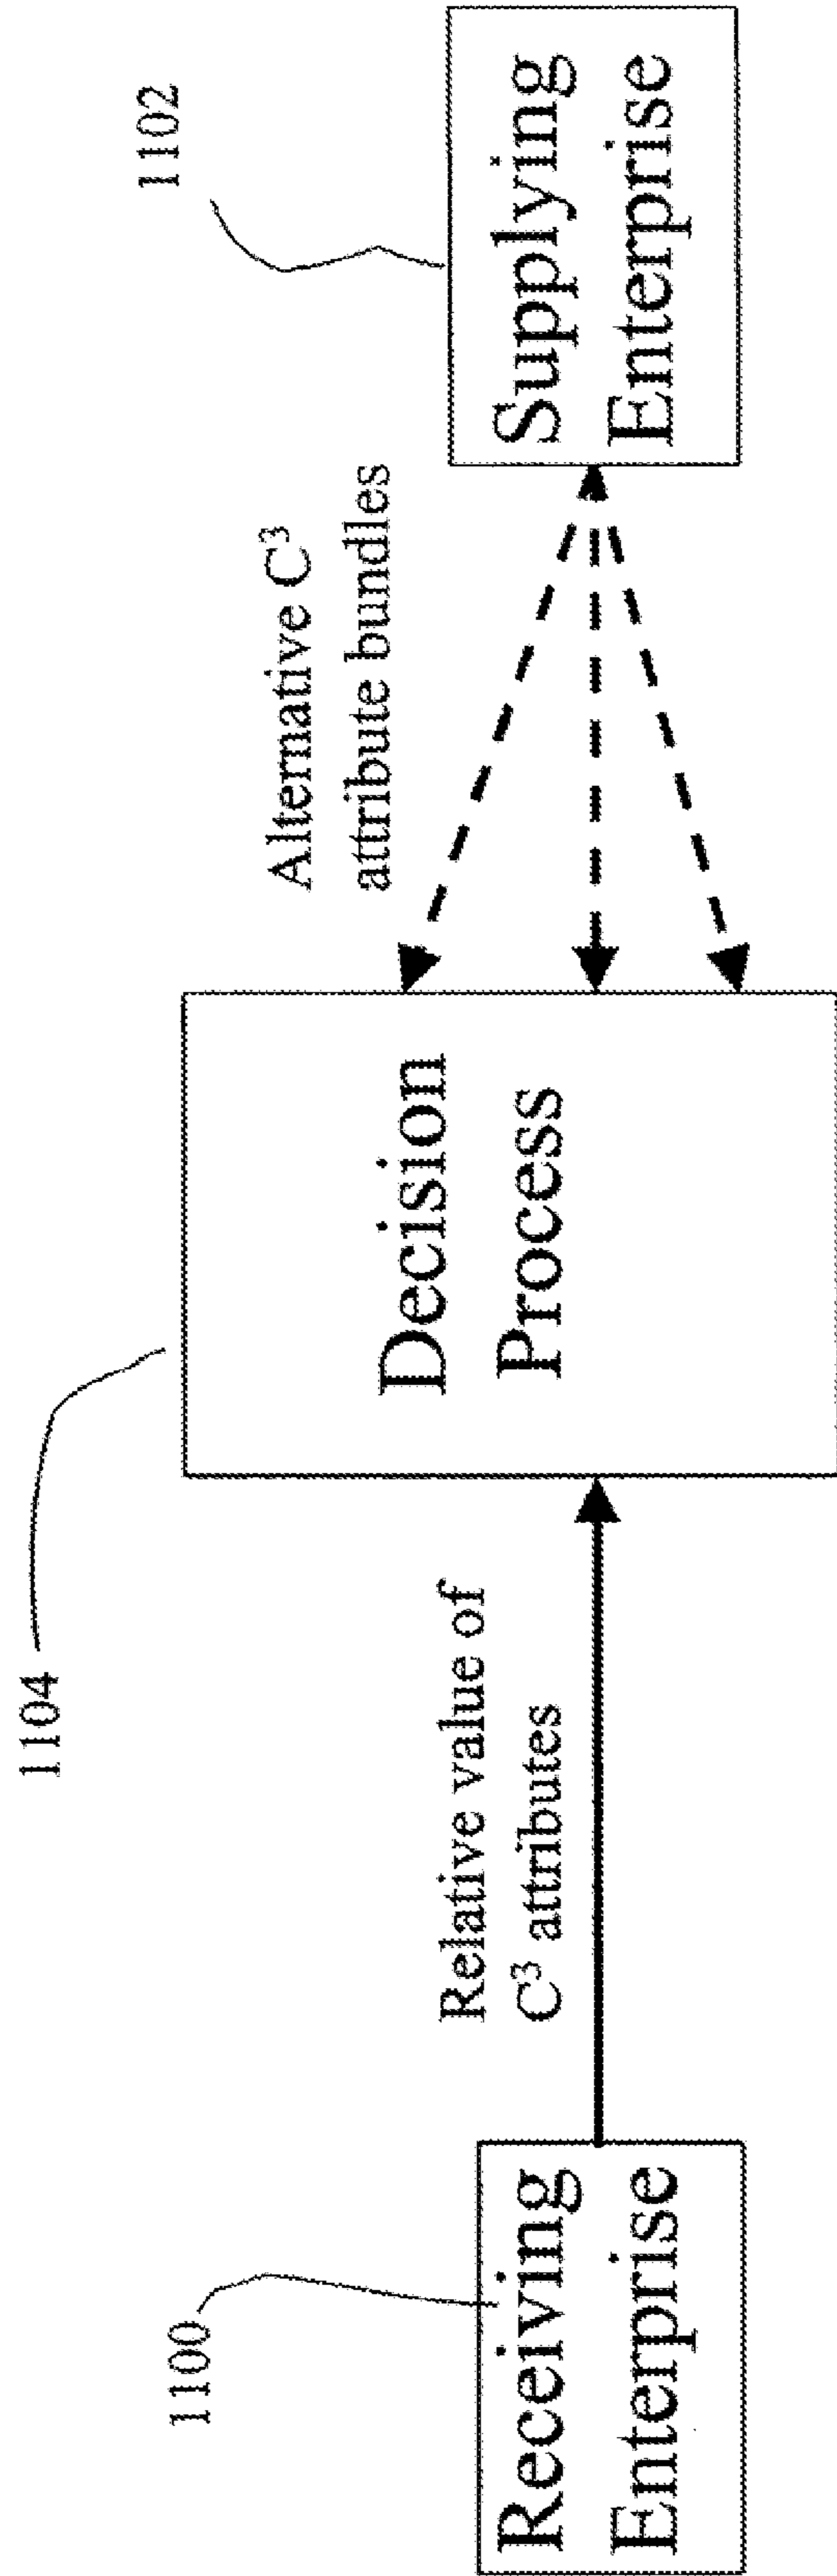 1104
1102
1100
Receiving
Enterprise
Relative value of
C³ attributes
Decision
Process
Alternative C³
attribute bundles
Supplying
Enterprise